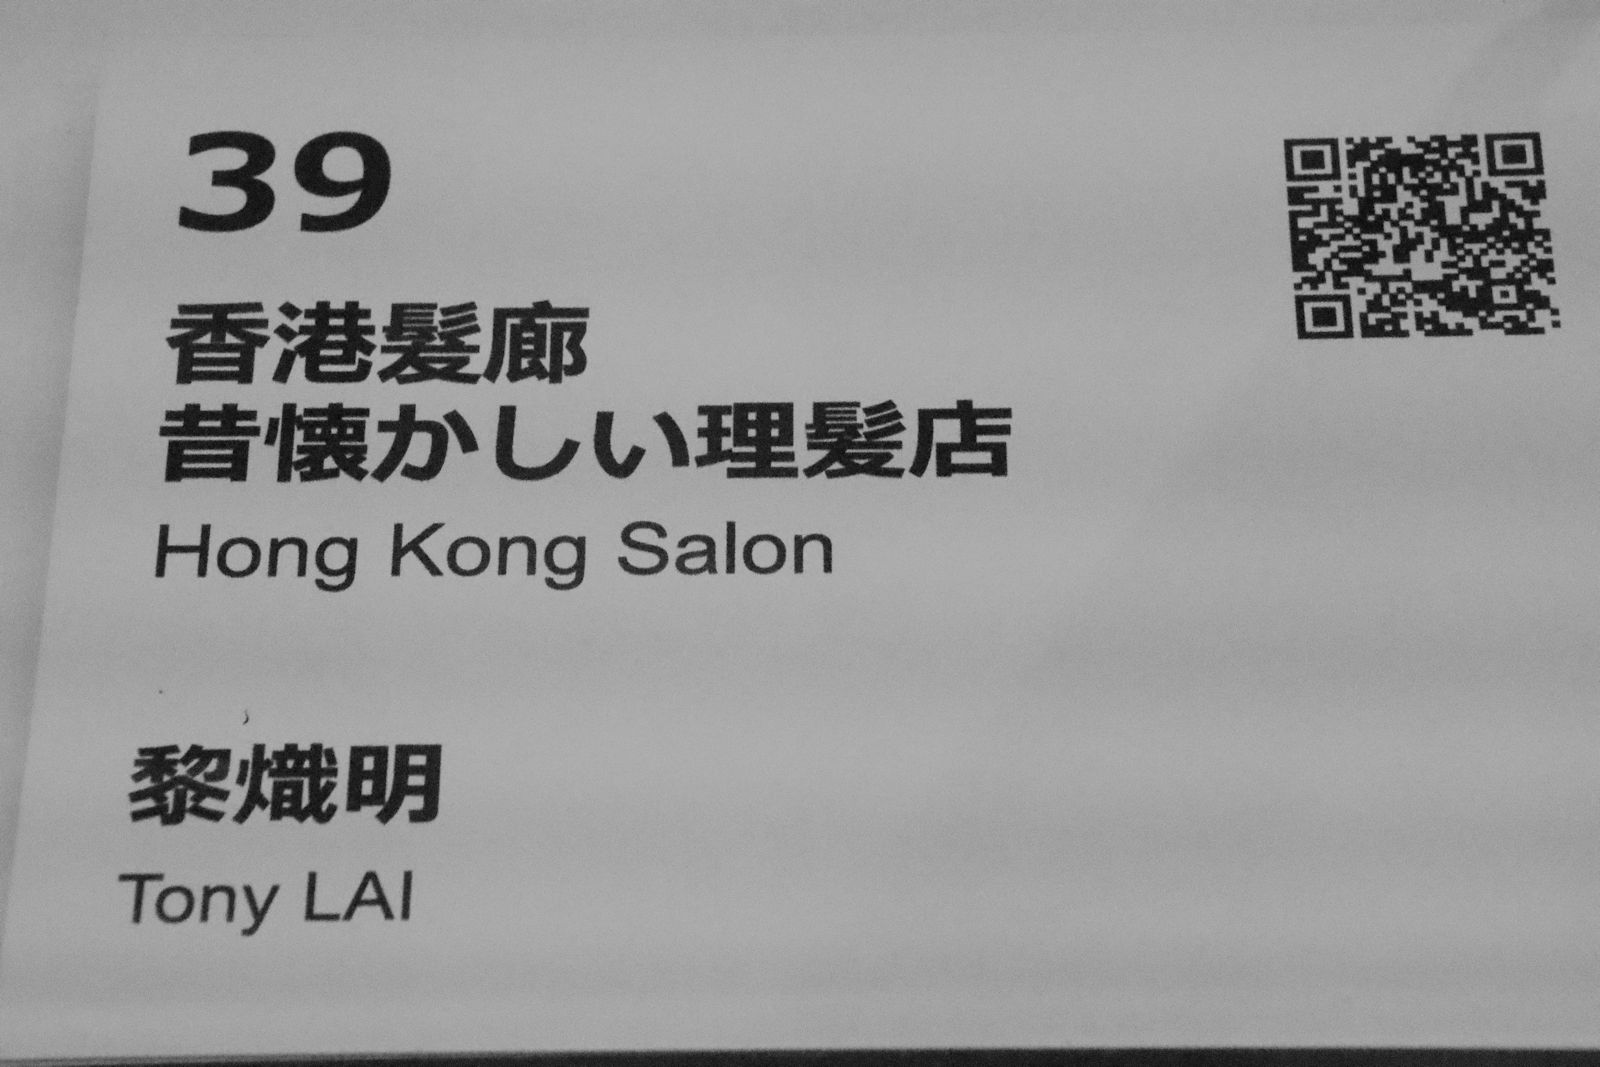 39
香港髮廊
昔懐かしい理髪店
Hong Kong Salon
黎熾明
Tony LAI